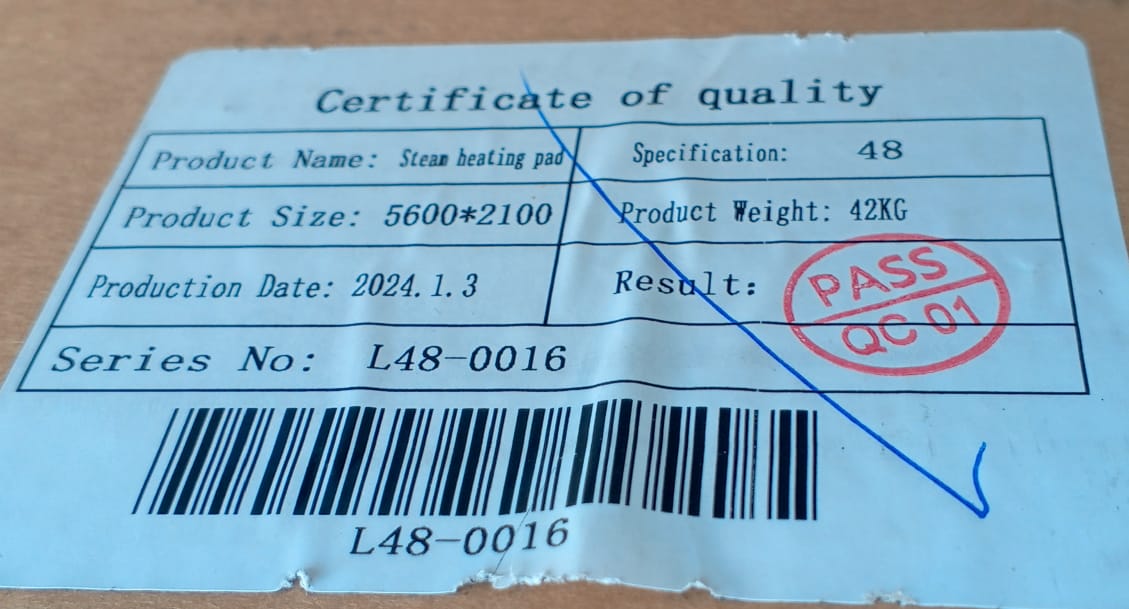 Certificate of quality
Product Name: Steam heating pad Specification: 48
Product Size: 5600*2100 Product Weight: 42KG
Production Date: 2024.1.3 Result: PASS
QC 01
Series No: L48-0016
L48-0016